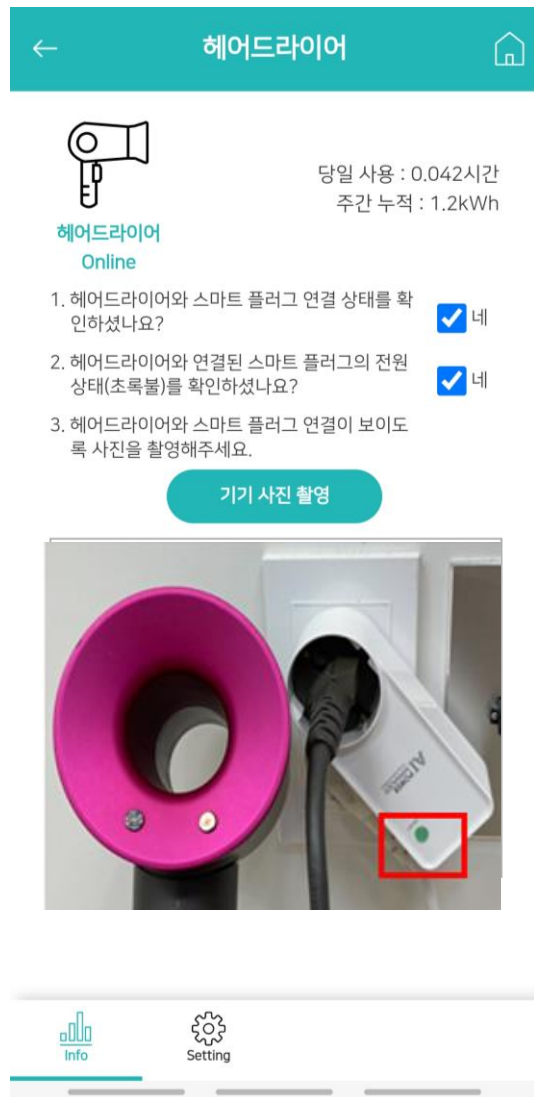 헤어드라이어
당일 사용 : 0.042시간
주간 누적 : 1.2kWh
헤어드라이어
Online
1. 헤어드라이어와 스마트 플러그 연결 상태를 확
인하셨나요?
네
2. 헤어드라이어와 연결된 스마트 플러그의 전원
상태(초록불)를 확인하셨나요?
네
3. 헤어드라이어와 스마트 플러그 연결이 보이도
록 사진을 촬영해주세요.
기기 사진 촬영
Info
Setting